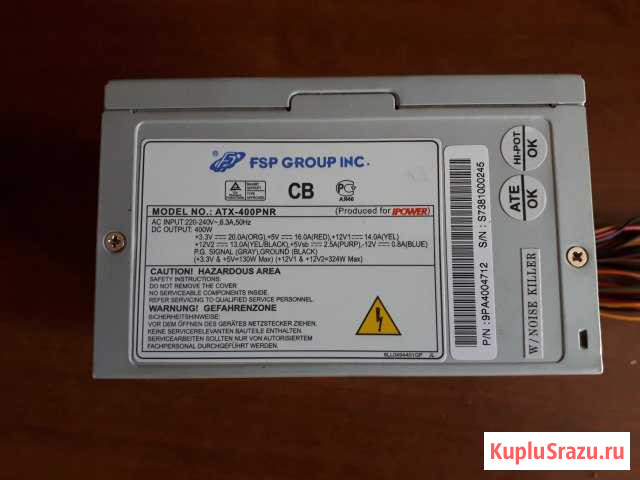 FSP GROUP INC.
CB
AR46
MODEL NO.: ATX-400PNR (Produced for iPOWER)
AC INPUT:220-240V~,6.3A,50Hz
DC OUTPUT: 400W
+3.3V 20.0A(ORG),+5V 16.0A(RED),+12V1 14.0A(YEL)
+12V2 13.0A(YEL/BLACK),+5Vsb 2.5A(PURP),-12V 0.8A(BLUE)
P.G. SIGNAL (GRAY),GROUND (BLACK)
(+3.3V & +5V=130W Max) (+12V1 & +12V2=324W Max)
CAUTION! HAZARDOUS AREA
SAFETY INSTRUCTIONS:
DO NOT REMOVE THE COVER
NO SERVICEABLE COMPONENTS INSIDE.
REFER SERVICING TO QUALIFIED SERVICE PERSONNEL.
SICHERHEITSHINWEIS:
VOR DEM ÖFFNEN DES GERÄTES NETZSTECKER ZIEHEN.
KEINE SERVICERELEVANTEN BAUTEILE ENTHALTEN.
SERVICEARBEITEN SOLLTEN NUR VON AUTORISIERTEM
FACHPERSONAL DURCHGEFÜHRT WERDEN.
P/N : 9PA4004712 S/N : S7381000245
Hi-POT
OK
ATE
OK
W/NOISE KILLER
KupluSrazu.ru